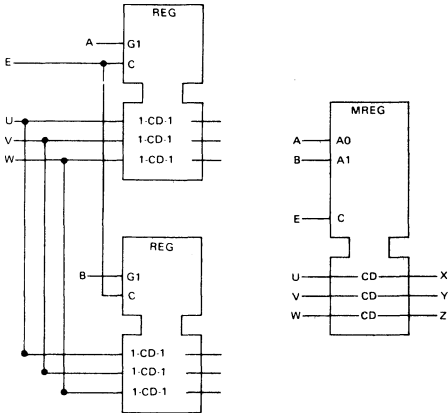 REG
A G1
E C
U 1-CD-1
V 1-CD-1
W 1-CD-1
REG
B G1
C
1-CD-1
1-CD-1
1-CD-1
MREG
A A0
B A1
E C
U CD X
V CD Y
W CD Z